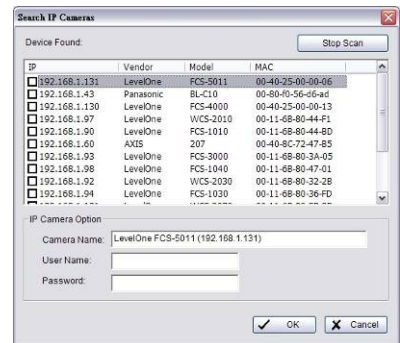 Search IP Cameras
Device Found:
Stop Scan
IP Vendor Model MAC
192.168.1.131 LevelOne FCS-5011 00-40-25-00-00-06
192.168.1.43 Panasonic BL-C10 00-80-f0-56-d6-ad
192.168.1.130 LevelOne FCS-4000 00-40-25-00-00-13
192.168.1.97 LevelOne WCS-2010 00-11-6B-80-44-F1
192.168.1.90 LevelOne FCS-1010 00-11-6B-80-44-BD
192.168.1.60 AXIS 207 00-40-8C-72-47-B5
192.168.1.93 LevelOne FCS-3000 00-11-6B-80-3A-05
192.168.1.98 LevelOne FCS-1040 00-11-6B-80-47-01
192.168.1.92 LevelOne WCS-2030 00-11-6B-80-32-2B
192.168.1.94 LevelOne FCS-1030 00-11-6B-80-36-FD
IP Camera Option
Camera Name: LevelOne FCS-5011 (192.168.1.131)
User Name:
Password:
OK
Cancel